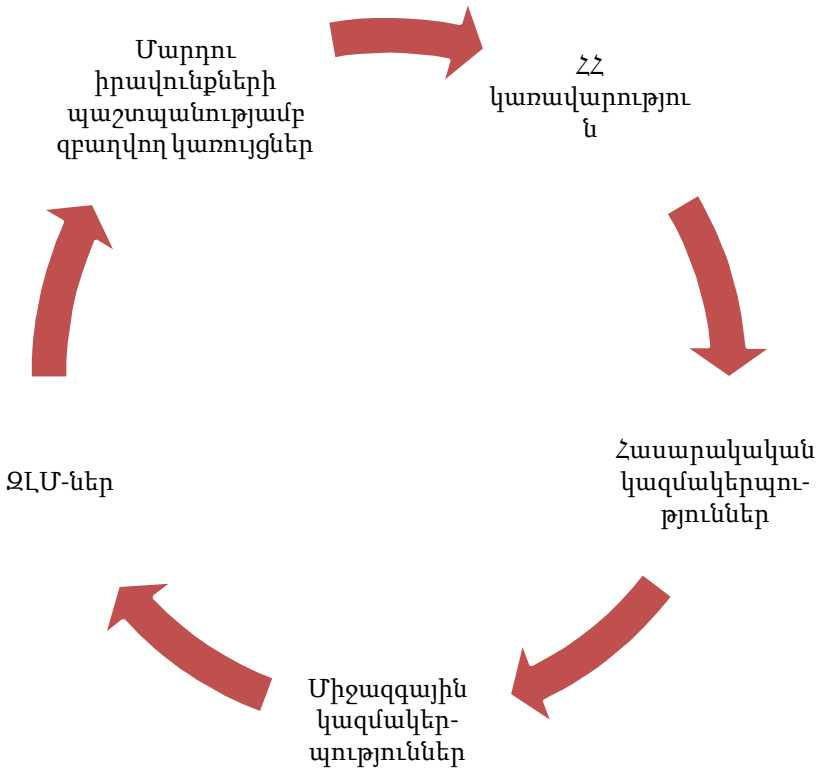 Մարդու
իրավունքների
պաշտպանությամբ
զբաղվող կառույցներ
ՀՀ
կառավարությու
ն
Հասարակական
կազմակերպու-
թյուններ
Միջազգային
կազմակեր-
պություններ
ԶԼՄ-ներ